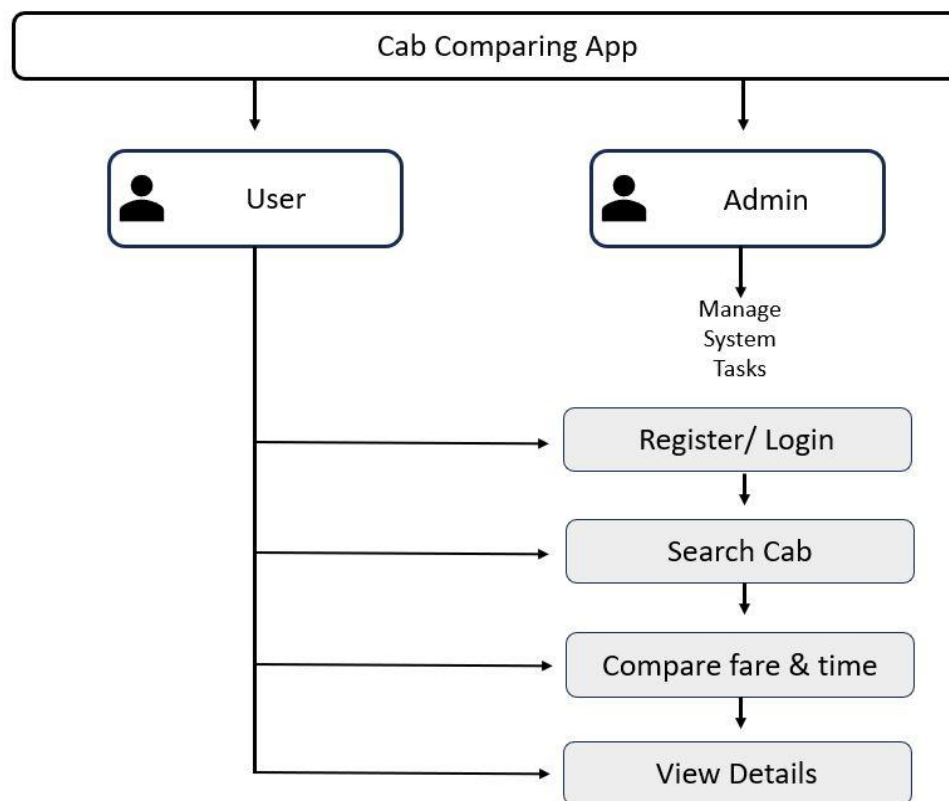 Cab Comparing App
User
Admin
Manage
System
Tasks
Register/ Login
Search Cab
Compare fare & time
View Details